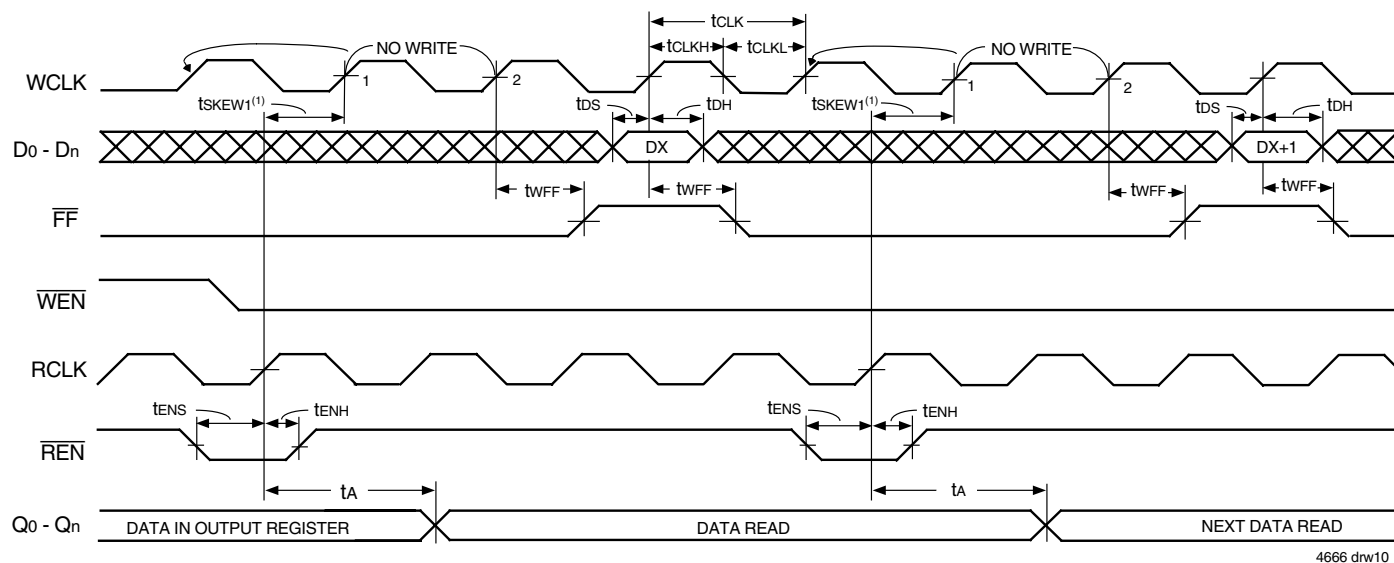 tCLK
NO WRITE tCLKH tCLKL NO WRITE
WCLK 1 2 1 2
tSKEW1(1) tDS tDH tSKEW1(1) tDS tDH
D0 - Dn DX DX+1
tWFF tWFF tWFF tWFF
FF
WEN
RCLK
tENS tENH tENS tENH
REN
tA tA
Q0 - Qn DATA IN OUTPUT REGISTER DATA READ NEXT DATA READ
4666 drw10